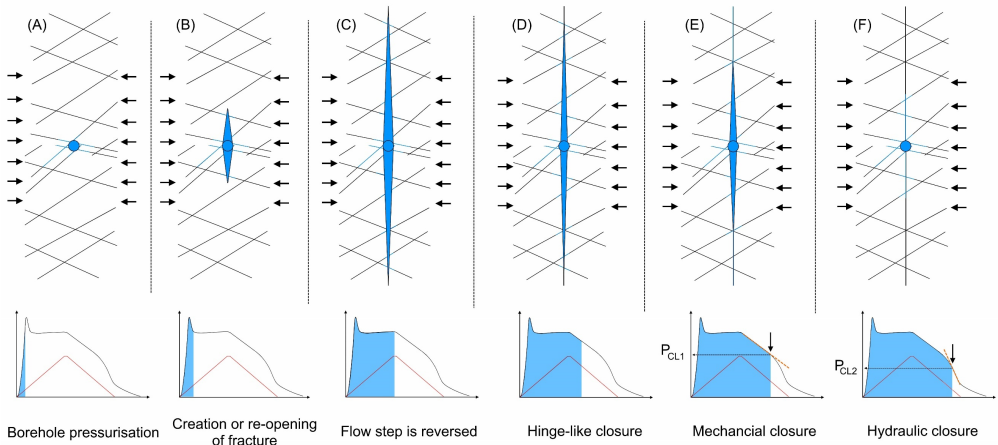 (A)
(B)
(C)
(D)
(E)
(F)
P_CL1
P_CL2
Borehole pressurisation
Creation or re-opening
of fracture
Flow step is reversed
Hinge-like closure
Mechancial closure
Hydraulic closure